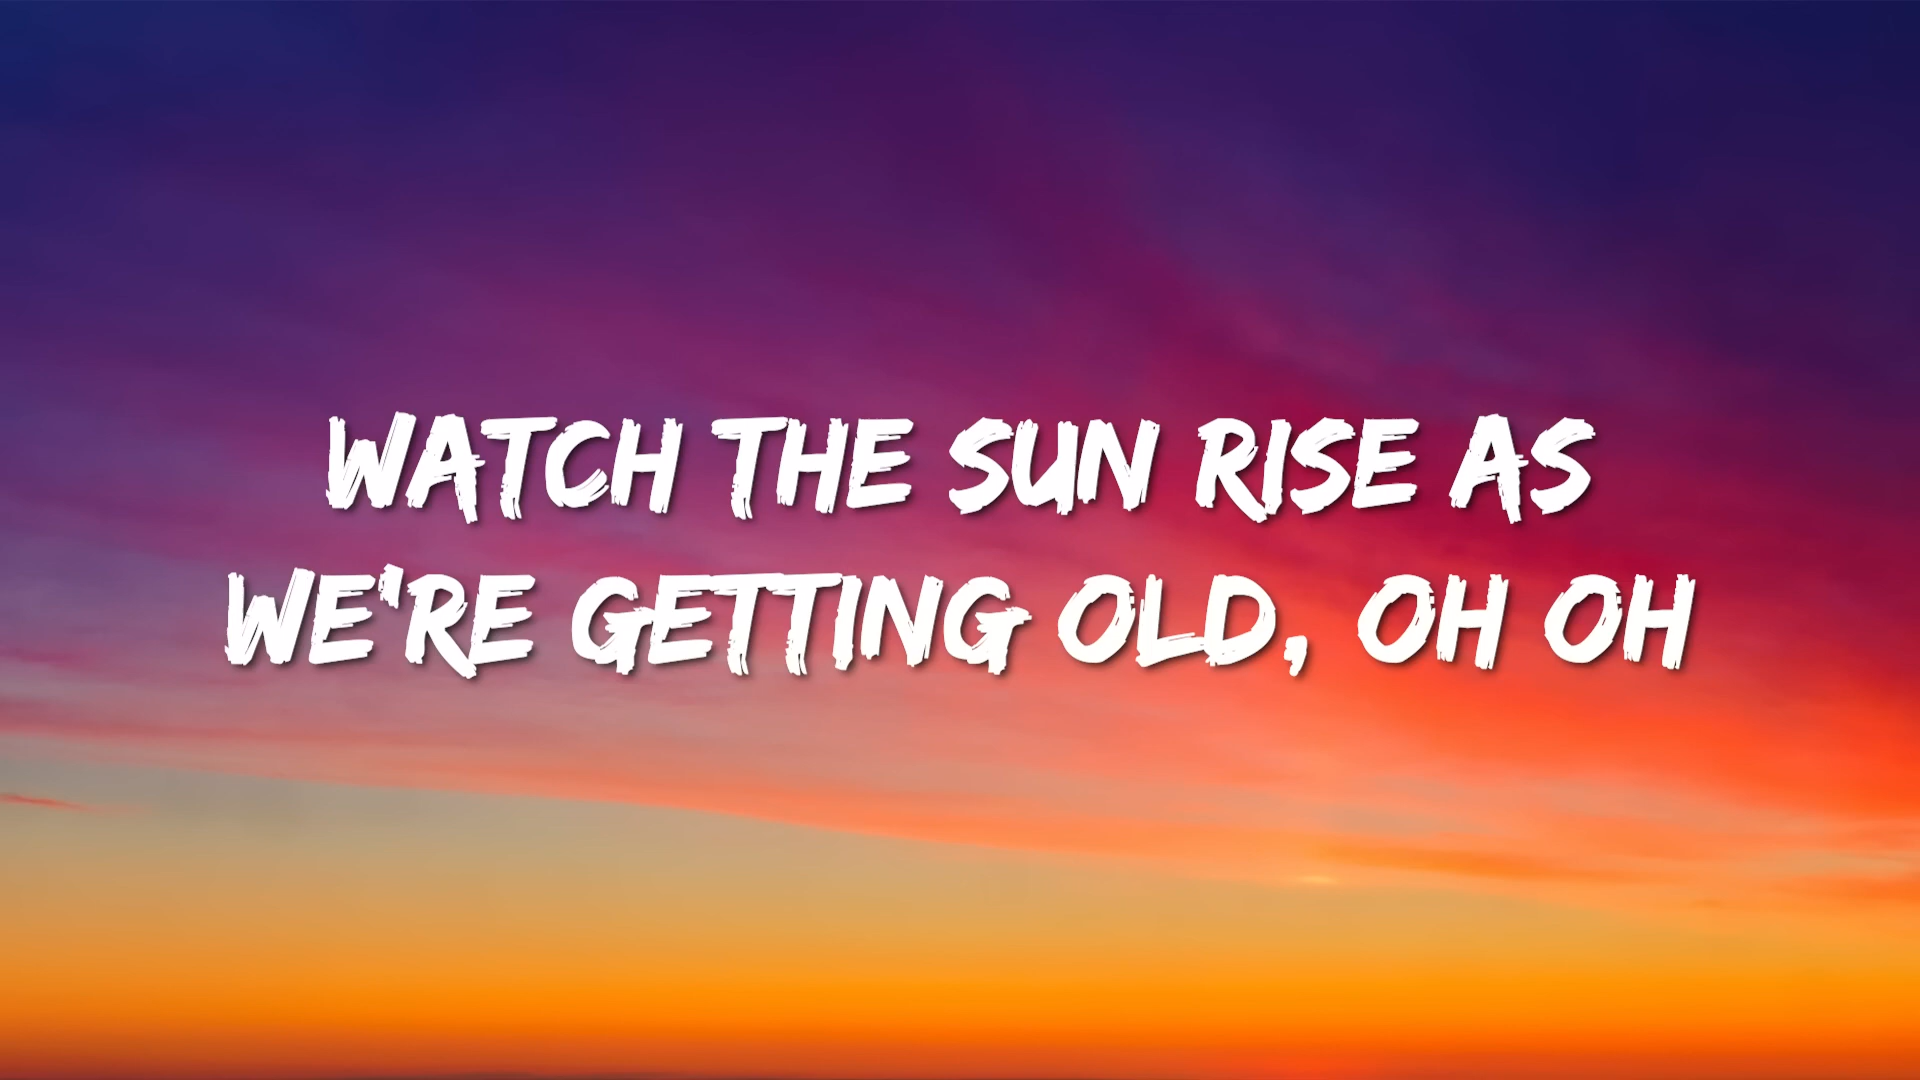 WATCH THE SUN RISE AS
WE'RE GETTING OLD, OH OH